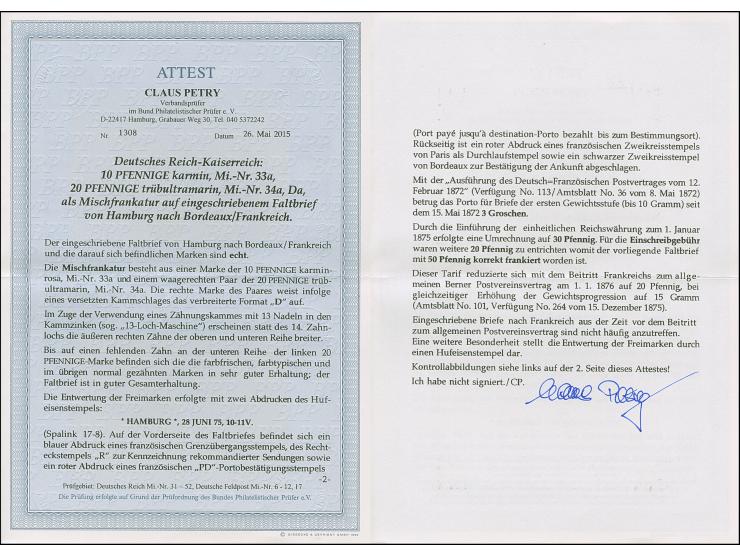 ATTEST
CLAUS PETRY
Verbandsprüfer
im Bund Philatelistischer Prüfer e. V.
D-22417 Hamburg, Grabauer Weg 30, Tel. 040 5372242
Nr. 1308 Datum 26. Mai 2015
Deutsches Reich-Kaiserreich:
10 PFENNIGE karmin, Mi.-Nr. 33a,
20 PFENNIGE trübultramarin, Mi.-Nr. 34a, Da,
als Mischfrankatur auf eingeschriebenem Faltbrief
von Hamburg nach Bordeaux/Frankreich.
Der eingeschriebene Faltbrief von Hamburg nach Bordeaux/Frankreich
und die darauf sich befindlichen Marken sind echt.
Die Mischfrankatur besteht aus einer Marke der 10 PFENNIGE karmin-
rosa, Mi.-Nr. 33a und einem waagerechten Paar der 20 PFENNIGE trüb-
ultramarin, Mi.-Nr. 34a. Die rechte Marke des Paares weist infolge
eines versetzten Kammschlages das verbreiterte Format „D" auf.
Im Zuge der Verwendung eines Zähnungskammes mit 13 Nadeln in den
Kammzinken (sog. „13-Loch-Maschine") erscheinen statt des 14. Zahn-
lochs die äußeren rechten Zähne der oberen und unteren Reihe breiter.
Bis auf einen fehlenden Zahn an der unteren Reihe der linken 20
PFENNIGE-Marke befinden sich die die farbfrischen, farbtypischen und
im übrigen normal gezähnten Marken in sehr guter Erhaltung; der
Faltbrief ist in guter Gesamterhaltung.
Die Entwertung der Freimarken erfolgte mit zwei Abdrucken des Huf-
eisenstempels:
* HAMBURG *, 28 JUNI 75, 10-11V.
(Spalink 17-8). Auf der Vorderseite des Faltbriefes befindet sich ein
blauer Abdruck eines französischen Grenzübergangsstempels, des Recht-
eckstempels „R" zur Kennzeichnung rekommandierter Sendungen sowie
ein roter Abdruck eines französischen „PD"-Portobestätigungsstempels
-2-
Prüfgebiet: Deutsches Reich Mi.-Nr. 31 – 52, Deutsche Feldpost Mi.-Nr. 6 - 12, 17
Die Prüfung erfolgte auf Grund der Prüfordnung des Bundes Philatelistischer Prüfer e.V.
(Port payé jusqu'à destination-Porto bezahlt bis zum Bestimmungsort).
Rückseitig ist ein roter Abdruck eines französischen Zweikreisstempels
von Paris als Durchlaufstempel sowie ein schwarzer Zweikreisstempel
von Bordeaux zur Bestätigung der Ankunft abgeschlagen.
Mit der „Ausführung des Deutsch=Französischen Postvertrages vom 12.
Februar 1872" (Verfügung No. 113/Amtsblatt No. 36 vom 8. Mai 1872)
betrug das Porto für Briefe der ersten Gewichtsstufe (bis 10 Gramm) seit
dem 15. Mai 1872 3 Groschen.
Durch die Einführung der einheitlichen Reichswährung zum 1. Januar
1875 erfolgte eine Umrechnung auf 30 Pfennig. Für die Einschreibgebühr
waren weitere 20 Pfennig zu entrichten womit der vorliegende Faltbrief
mit 50 Pfennig korrekt frankiert worden ist.
Dieser Tarif reduzierte sich mit dem Beitritt Frankreichs zum allge-
meinen Berner Postvereinsvertrag am 1. 1. 1876 auf 20 Pfennig, bei
gleichzeitiger Erhöhung der Gewichtsprogression auf 15 Gramm
(Amtsblatt No. 101, Verfügung No. 264 vom 15. Dezember 1875).
Eingeschriebene Briefe nach Frankreich aus der Zeit vor dem Beitritt
zum allgemeinen Postvereinsvertrag sind nicht häufig anzutreffen.
Eine weitere Besonderheit stellt die Entwertung der Freimarken durch
einen Hufeisenstempel dar.
Kontrollabbildungen siehe links auf der 2. Seite dieses Attestes!
Ich habe nicht signiert./CP.
Claus Petry